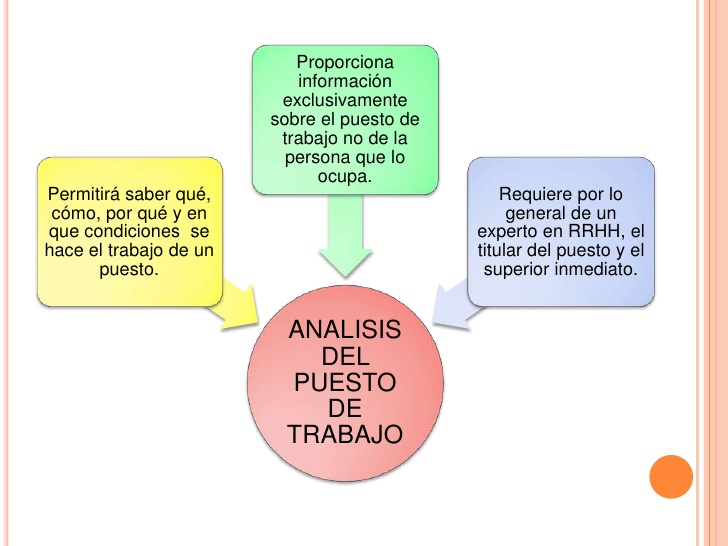 Proporciona
información
exclusivamente
sobre el puesto de
trabajo no de la
persona que lo
ocupa.
Permitirá saber qué,
cómo, por qué y en
que condiciones se
hace el trabajo de un
puesto.
Requiere por lo
general de un
experto en RRHH, el
titular del puesto y el
superior inmediato.
ANALISIS
DEL
PUESTO
DE
TRABAJO